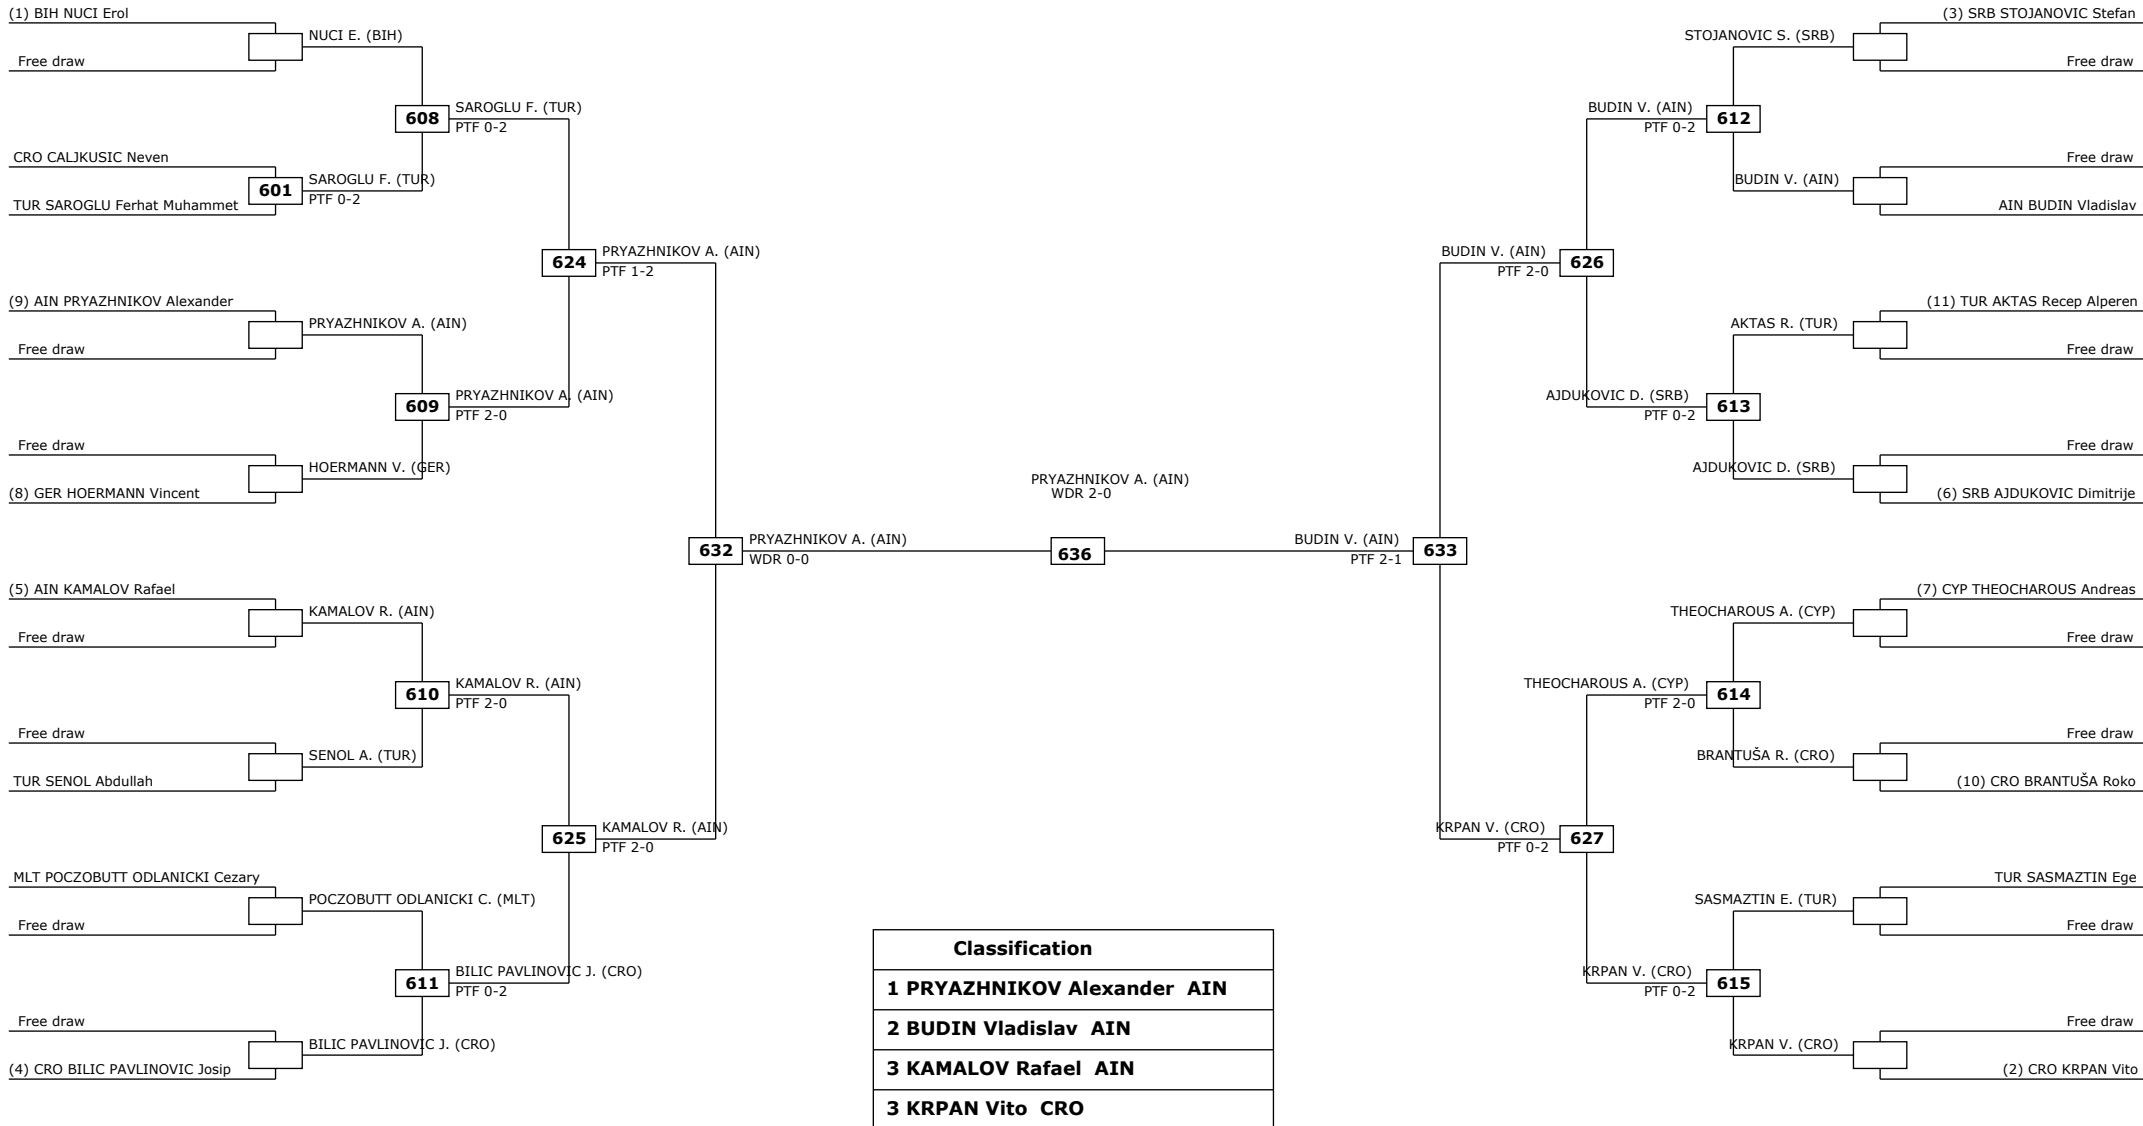 (1) BIH NUCI Erol
NUCI E. (BIH)
Free draw
608
SAROGLU F. (TUR)
PTF 0-2
CRO CALJKUSIC Neven
601
SAROGLU F. (TUR)
PTF 0-2
TUR SAROGLU Ferhat Muhammet
624
PRYAZHNIKOV A. (AIN)
PTF 1-2
(9) AIN PRYAZHNIKOV Alexander
PRYAZHNIKOV A. (AIN)
Free draw
609
PRYAZHNIKOV A. (AIN)
PTF 2-0
Free draw
HOERMANN V. (GER)
(8) GER HOERMANN Vincent
632
PRYAZHNIKOV A. (AIN)
WDR 0-0
(5) AIN KAMALOV Rafael
KAMALOV R. (AIN)
Free draw
610
KAMALOV R. (AIN)
PTF 2-0
Free draw
SENOL A. (TUR)
TUR SENOL Abdullah
625
KAMALOV R. (AIN)
PTF 2-0
MLT POCZOBUTT ODLANICKI Cezary
POCZOBUTT ODLANICKI C. (MLT)
Free draw
611
BILIC PAVLINOVIC J. (CRO)
PTF 0-2
Free draw
BILIC PAVLINOVIC J. (CRO)
(4) CRO BILIC PAVLINOVIC Josip
PRYAZHNIKOV A. (AIN)
WDR 2-0
636
(3) SRB STOJANOVIC Stefan
STOJANOVIC S. (SRB)
Free draw
BUDIN V. (AIN)
PTF 0-2
612
Free draw
BUDIN V. (AIN)
AIN BUDIN Vladislav
BUDIN V. (AIN)
PTF 2-0
626
(11) TUR AKTAS Recep Alperen
AKTAS R. (TUR)
Free draw
AJDUKOVIC D. (SRB)
PTF 0-2
613
Free draw
AJDUKOVIC D. (SRB)
(6) SRB AJDUKOVIC Dimitrije
BUDIN V. (AIN)
PTF 2-1
633
(7) CYP THEOCHAROUS Andreas
THEOCHAROUS A. (CYP)
Free draw
THEOCHAROUS A. (CYP)
PTF 2-0
614
Free draw
BRANTUŠA R. (CRO)
(10) CRO BRANTUŠA Roko
KRPAN V. (CRO)
PTF 0-2
627
TUR SASMAZTIN Ege
SASMAZTIN E. (TUR)
Free draw
KRPAN V. (CRO)
PTF 0-2
615
Free draw
KRPAN V. (CRO)
(2) CRO KRPAN Vito
Classification
1 PRYAZHNIKOV Alexander AIN
2 BUDIN Vladislav AIN
3 KAMALOV Rafael AIN
3 KRPAN Vito CRO